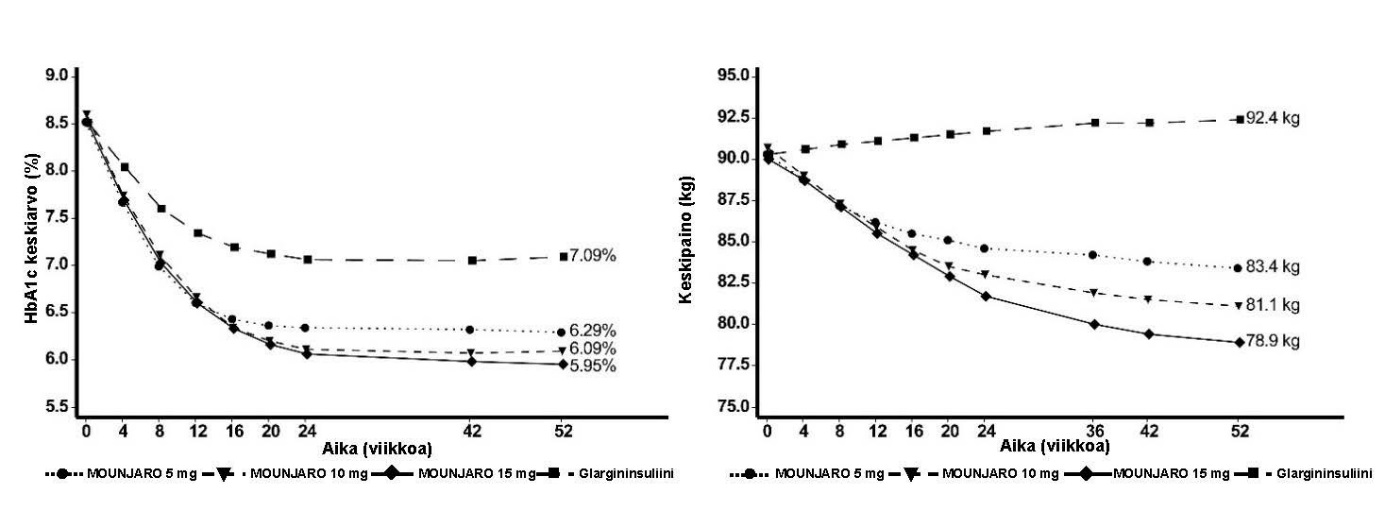 HbA1c keskiarvo (%)
9.0
8.5
8.0
7.5
7.0
6.5
6.0
5.5
7.09%
6.29%
6.09%
5.95%
0 4 8 12 16 20 24 42 52
Aika (viikkoa)
MOUNJARO 5 mg MOUNJARO 10 mg MOUNJARO 15 mg Glargininsuliini
Keskipaino (kg)
95.0
92.5
90.0
87.5
85.0
82.5
80.0
77.5
75.0
92.4 kg
83.4 kg
81.1 kg
78.9 kg
0 4 8 12 16 20 24 36 42 52
Aika (viikkoa)
MOUNJARO 5 mg MOUNJARO 10 mg MOUNJARO 15 mg Glargininsuliini